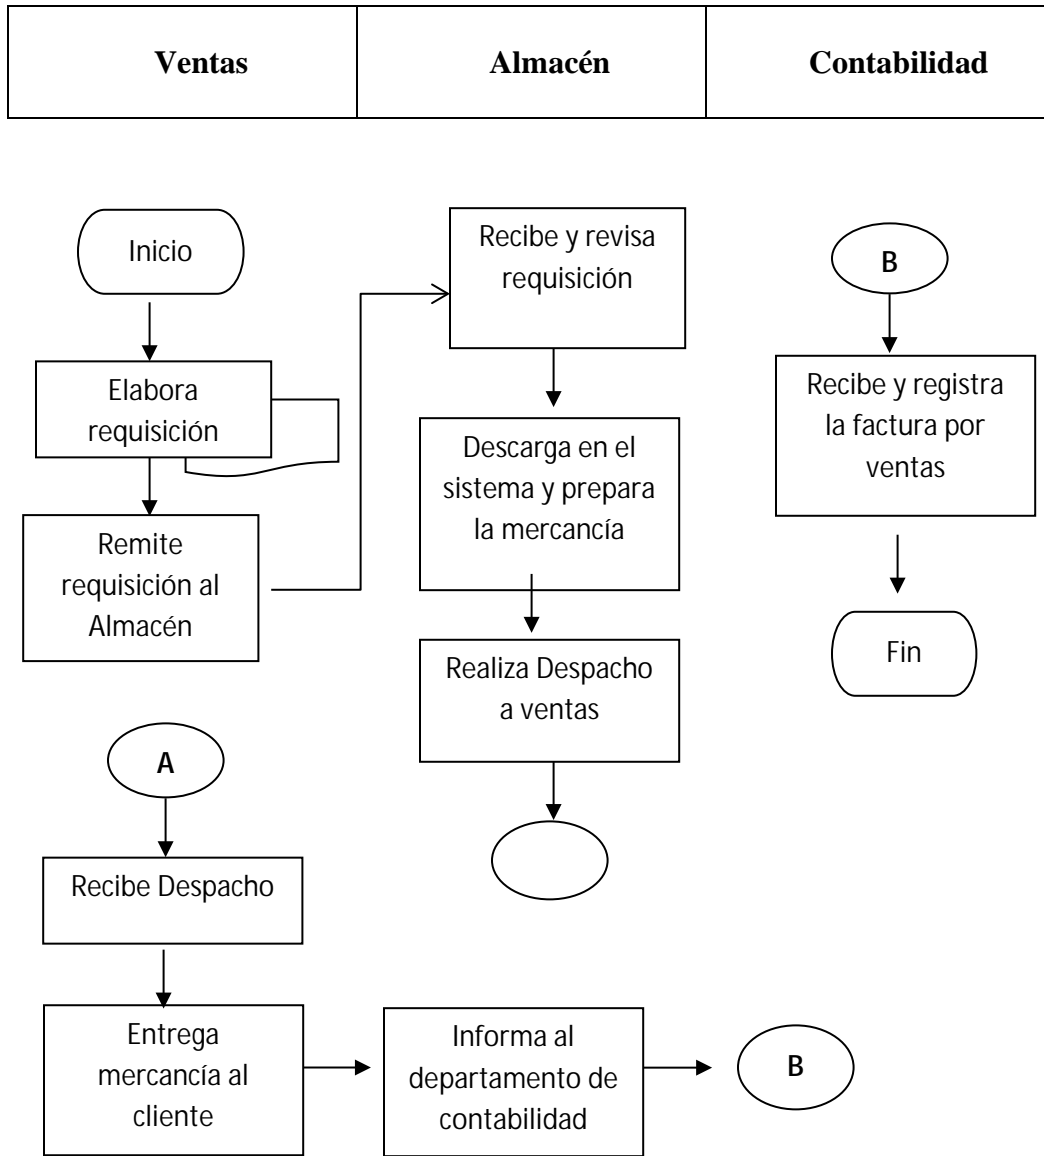 Ventas
Almacén
Contabilidad
Inicio
Elabora
requisición
Remite
requisición al
Almacén
Recibe y revisa
requisición
Descarga en el
sistema y prepara
la mercancía
Realiza Despacho
a ventas
B
Recibe y registra
la factura por
ventas
Fin
A
Recibe Despacho
Entrega
mercancía al
cliente
Informa al
departamento de
contabilidad
B